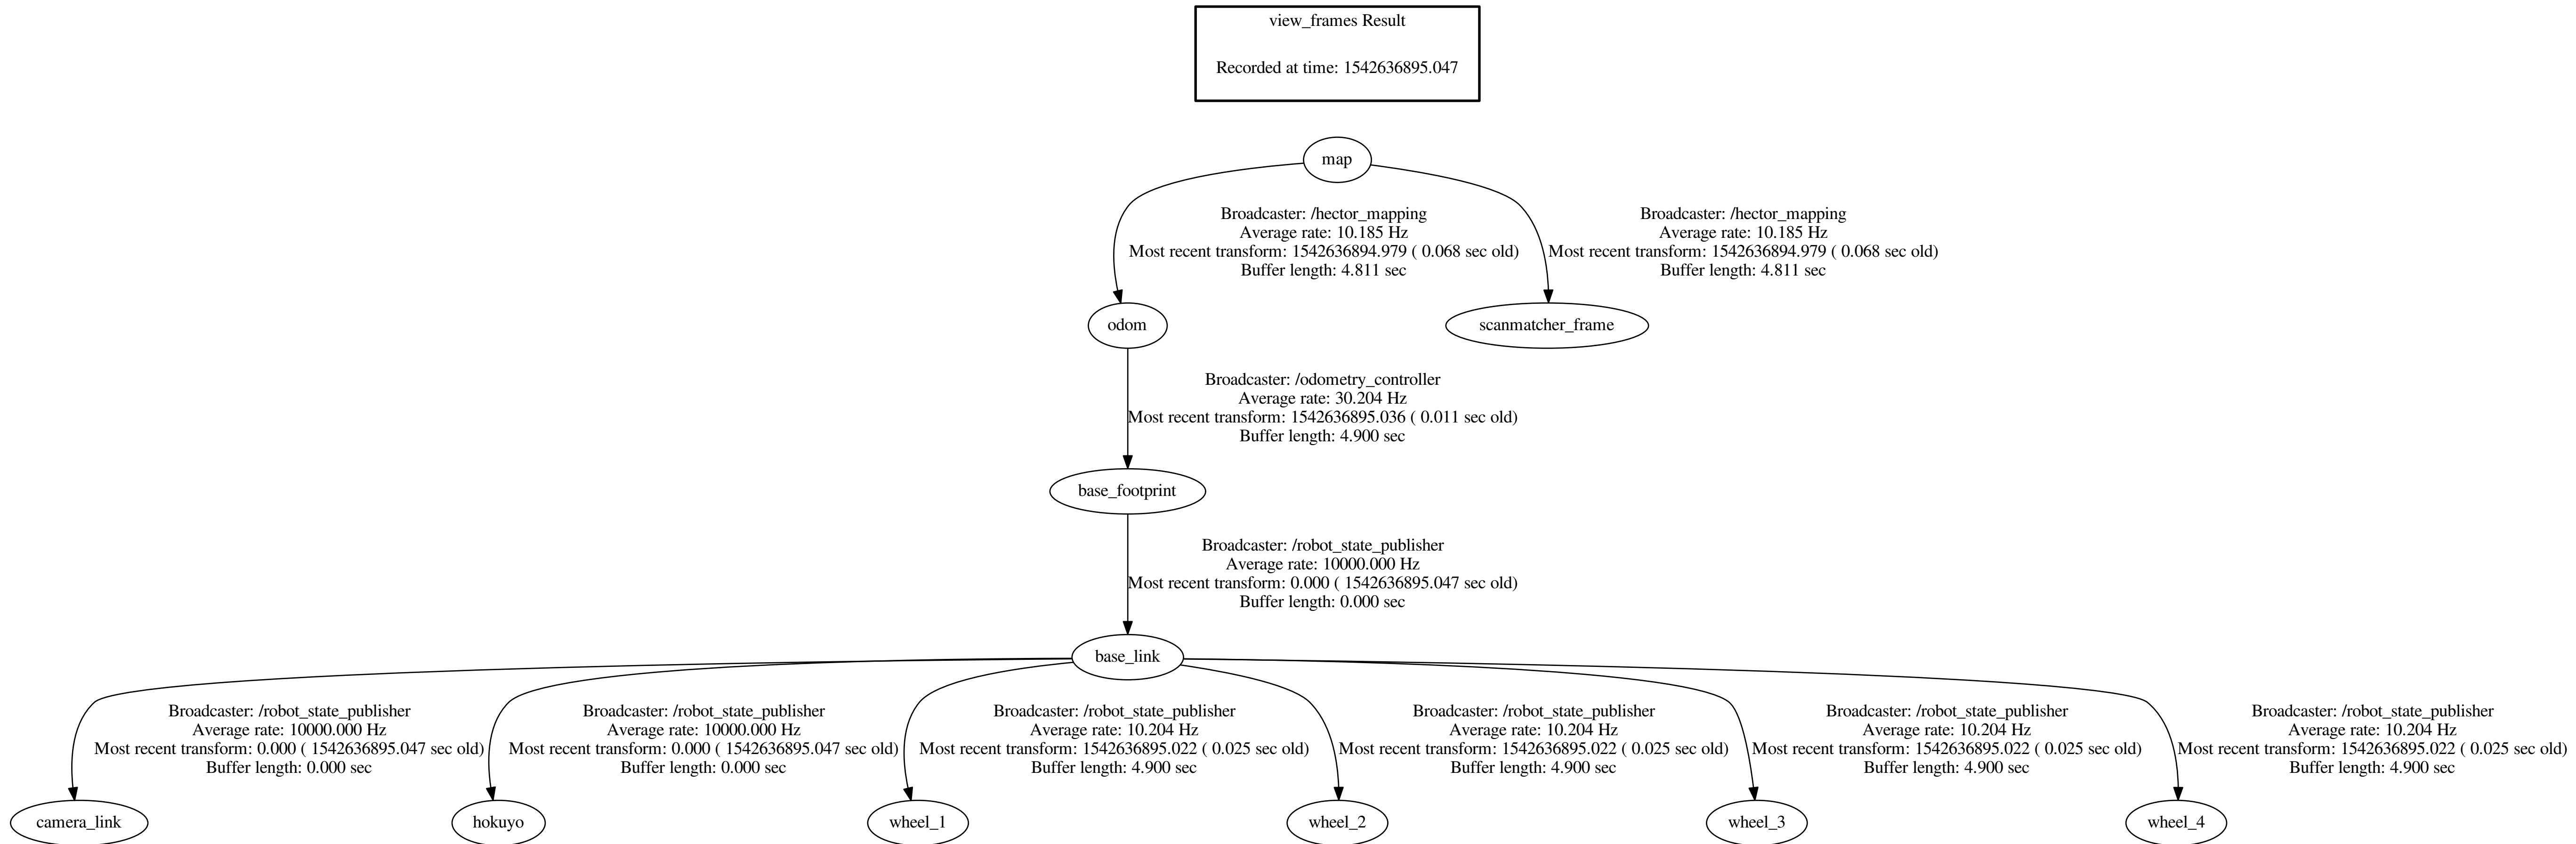 view_frames Result
Recorded at time: 1542636895.047
map
Broadcaster: /hector_mapping
Average rate: 10.185 Hz
Most recent transform: 1542636894.979 ( 0.068 sec old)
Buffer length: 4.811 sec
Broadcaster: /hector_mapping
Average rate: 10.185 Hz
Most recent transform: 1542636894.979 ( 0.068 sec old)
Buffer length: 4.811 sec
odom
scanmatcher_frame
Broadcaster: /odometry_controller
Average rate: 30.204 Hz
Most recent transform: 1542636895.036 ( 0.011 sec old)
Buffer length: 4.900 sec
base_footprint
Broadcaster: /robot_state_publisher
Average rate: 10000.000 Hz
Most recent transform: 0.000 ( 1542636895.047 sec old)
Buffer length: 0.000 sec
base_link
Broadcaster: /robot_state_publisher
Average rate: 10000.000 Hz
Most recent transform: 0.000 ( 1542636895.047 sec old)
Buffer length: 0.000 sec
Broadcaster: /robot_state_publisher
Average rate: 10000.000 Hz
Most recent transform: 0.000 ( 1542636895.047 sec old)
Buffer length: 0.000 sec
Broadcaster: /robot_state_publisher
Average rate: 10.204 Hz
Most recent transform: 1542636895.022 ( 0.025 sec old)
Buffer length: 4.900 sec
Broadcaster: /robot_state_publisher
Average rate: 10.204 Hz
Most recent transform: 1542636895.022 ( 0.025 sec old)
Buffer length: 4.900 sec
Broadcaster: /robot_state_publisher
Average rate: 10.204 Hz
Most recent transform: 1542636895.022 ( 0.025 sec old)
Buffer length: 4.900 sec
Broadcaster: /robot_state_publisher
Average rate: 10.204 Hz
Most recent transform: 1542636895.022 ( 0.025 sec old)
Buffer length: 4.900 sec
camera_link
hokuyo
wheel_1
wheel_2
wheel_3
wheel_4